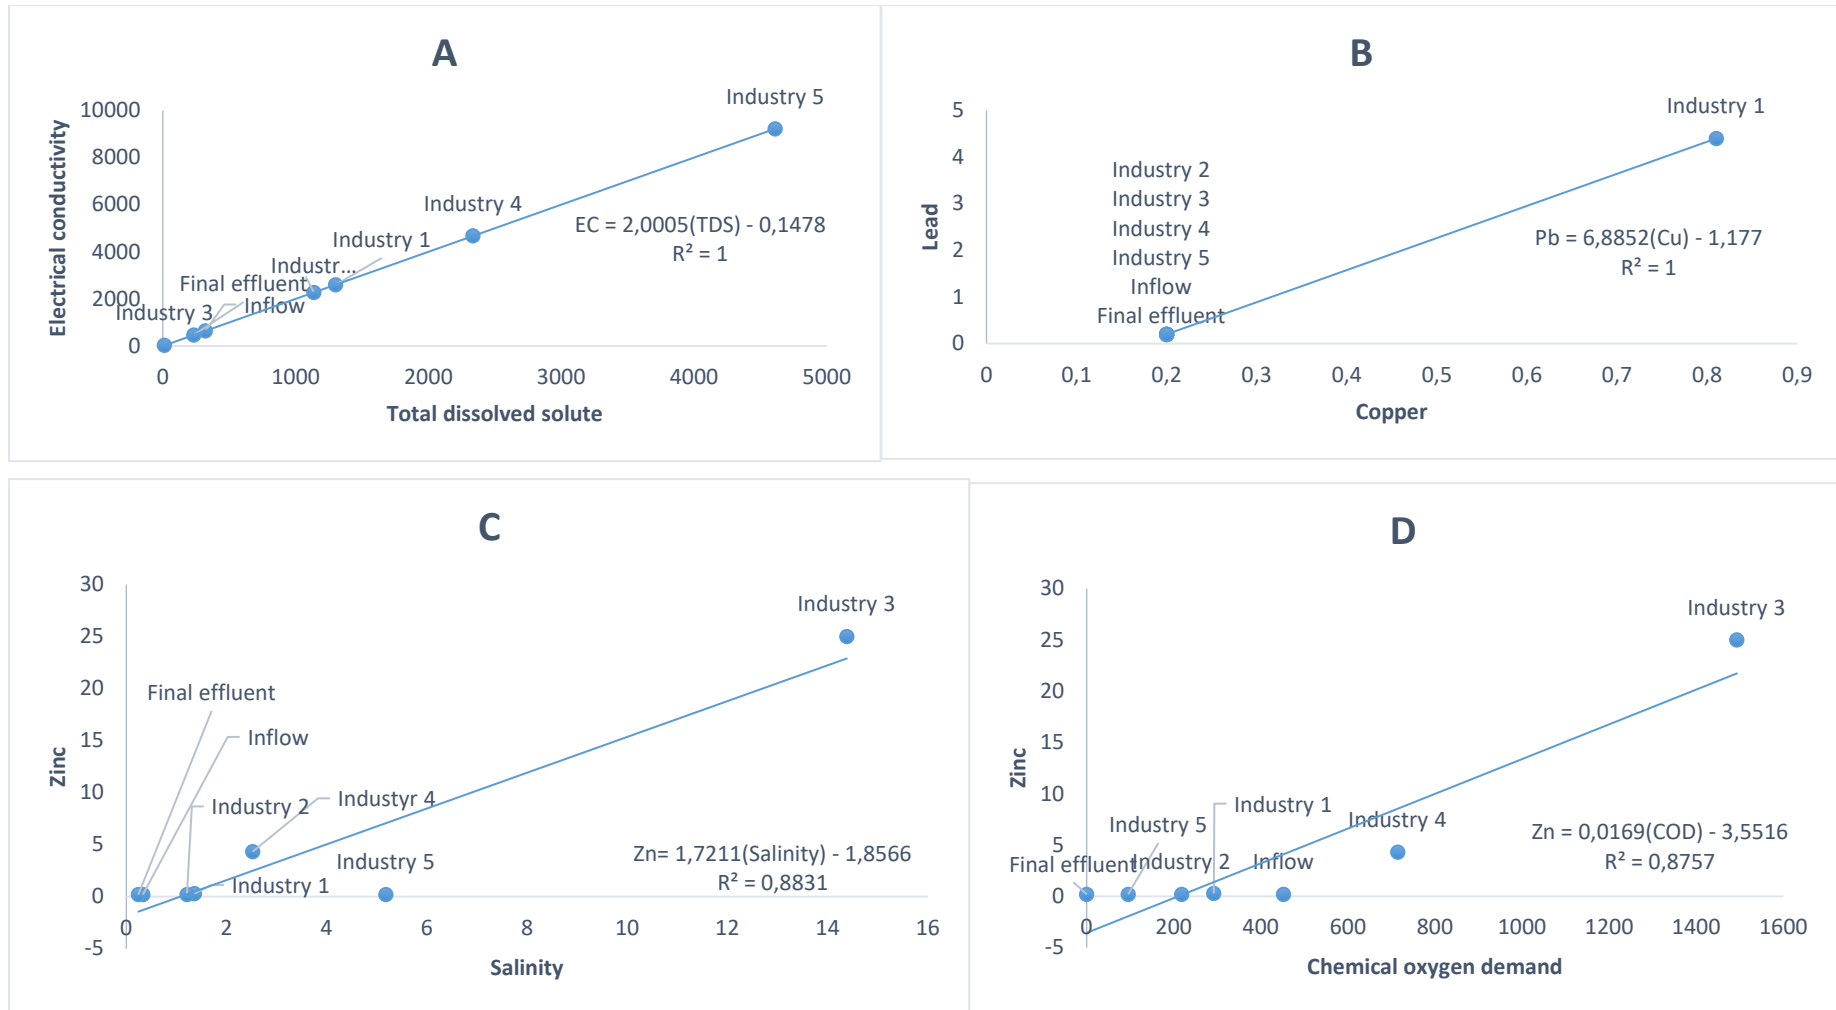 A
Industry 5
10000
8000
6000
4000
2000
0
Electrical conductivity
Industry 4
Industry 1
Industr...
Final effluent
Inflow
Industry 3
EC = 2,0005(TDS) - 0,1478
R² = 1
0 1000 2000 3000 4000 5000
Total dissolved solute
B
Industry 1
5
4
3
2
1
0
Lead
Industry 2
Industry 3
Industry 4
Industry 5
Inflow
Final effluent
Pb = 6,8852(Cu) - 1,177
R² = 1
0 0,1 0,2 0,3 0,4 0,5 0,6 0,7 0,8 0,9
Copper
C
30
25
20
15
10
5
0
-5
Zinc
Industry 3
Final effluent
Inflow
Industry 2
Industyr 4
Industry 5
Industry 1
Zn= 1,7211(Salinity) - 1,8566
R² = 0,8831
0 2 4 6 8 10 12 14 16
Salinity
D
30
25
20
15
10
5
0
-5
Zinc
Industry 3
Industry 1
Industry 5
Industry 4
Final effluent
Industry 2
Inflow
Zn = 0,0169(COD) - 3,5516
R² = 0,8757
0 200 400 600 800 1000 1200 1400 1600
Chemical oxygen demand